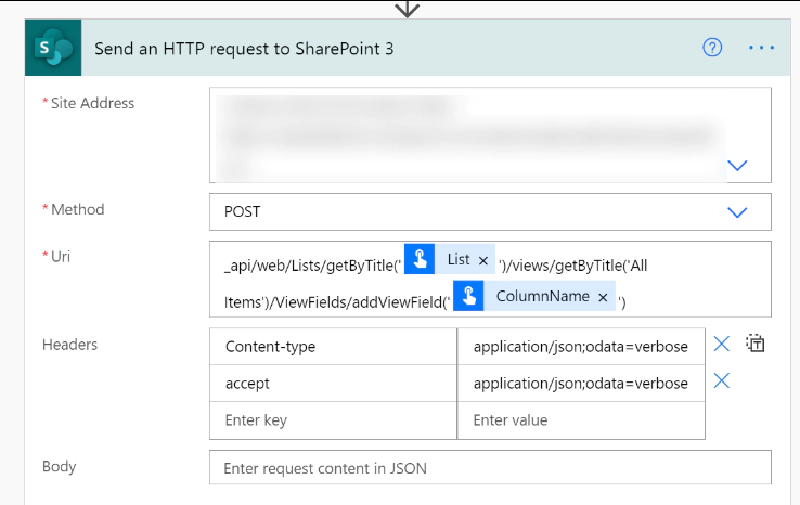 S
Send an HTTP request to SharePoint 3
* Site Address
* Method
POST
* Uri
_api/web/Lists/getByTitle(' List × ')/views/getByTitle('All
Items')/ViewFields/addViewField(' ColumnName × ')
Headers
Content-type application/json;odata=verbose
accept application/json;odata=verbose
Enter key Enter value
Body
Enter request content in JSON